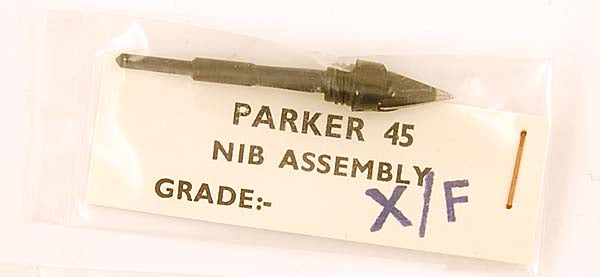 PARKER 45
NIB ASSEMBLY
GRADE:- X/F